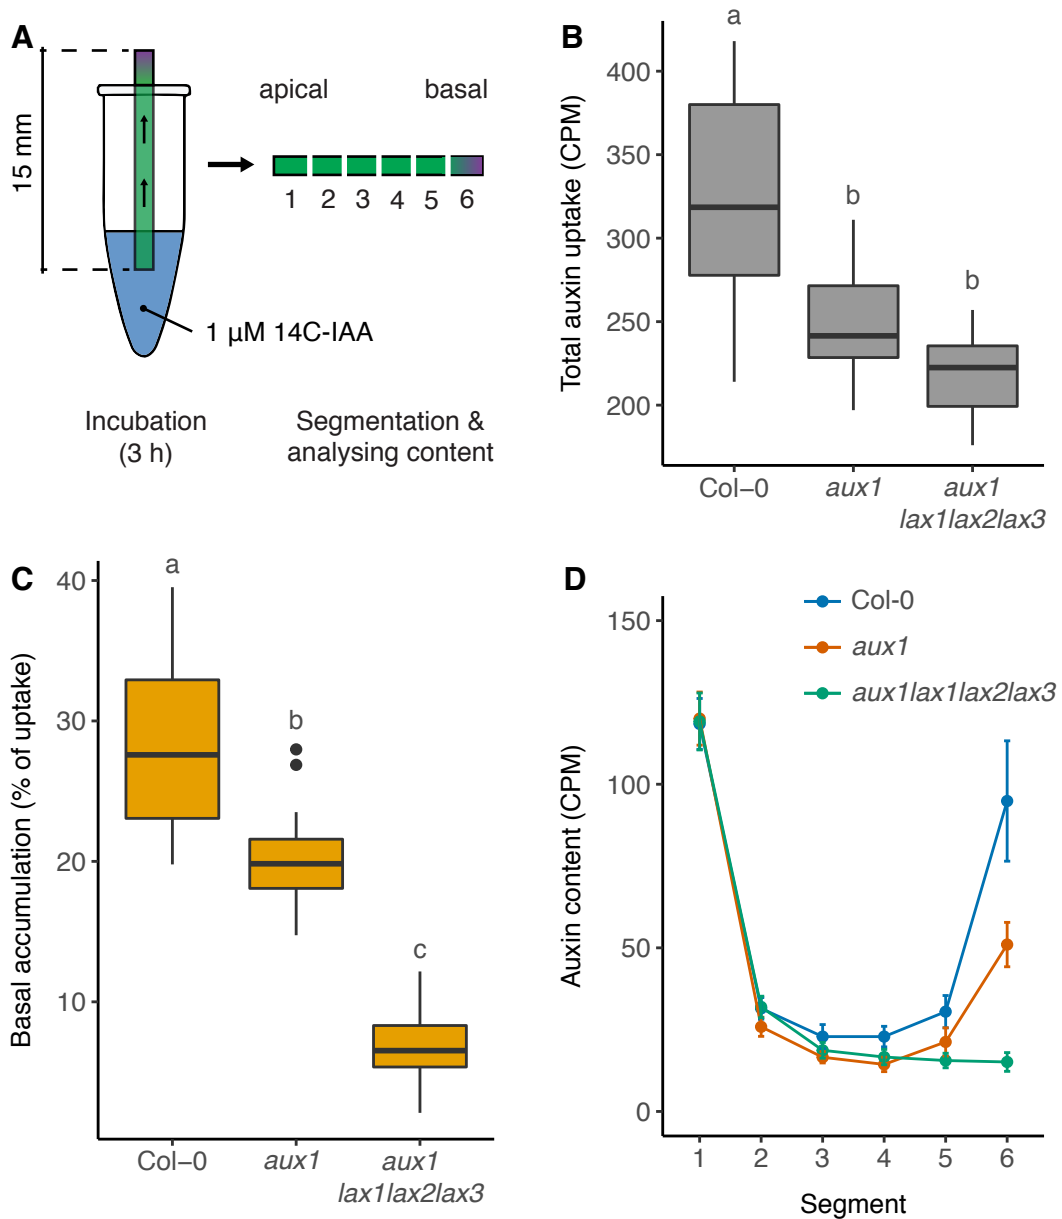 A
15 mm
apical
basal
1 2 3 4 5 6
1 μM 14C-IAA
Incubation
(3 h)
Segmentation &
analysing content
B
Total auxin uptake (CPM)
400
350
300
250
200
a
b
b
Col–0
aux1
aux1
lax1lax2lax3
C
Basal accumulation (% of uptake)
40
30
20
10
a
b
c
Col–0
aux1
aux1
lax1lax2lax3
D
Col-0
aux1
aux1lax1lax2lax3
Auxin content (CPM)
150
100
50
0
1 2 3 4 5 6
Segment